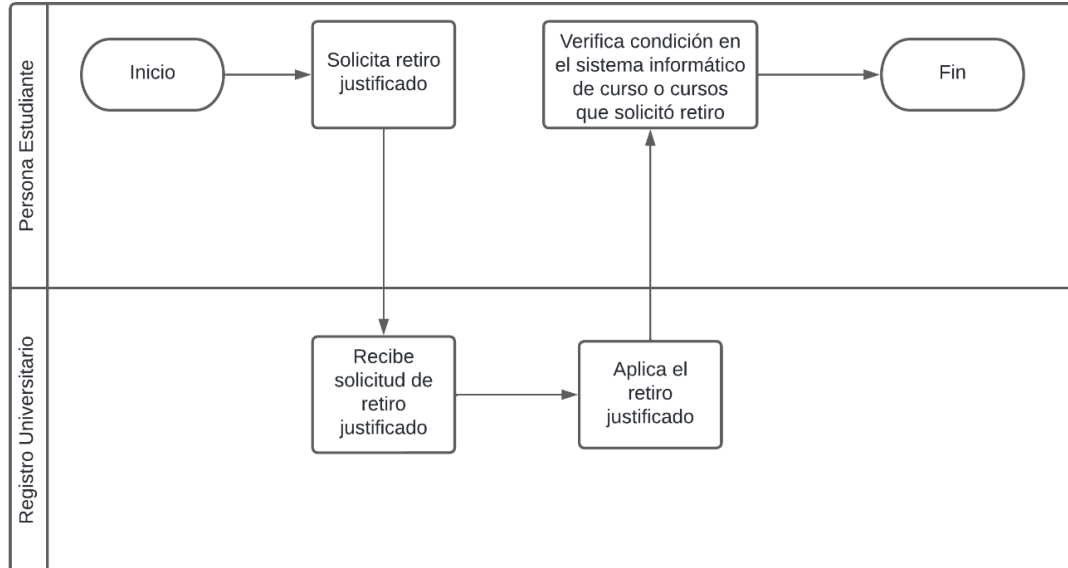 Persona Estudiante
Inicio
Solicita retiro
justificado
Verifica condición en
el sistema informático
de curso o cursos
que solicitó retiro
Fin
Registro Universitario
Recibe
solicitud de
retiro
justificado
Aplica el
retiro
justificado